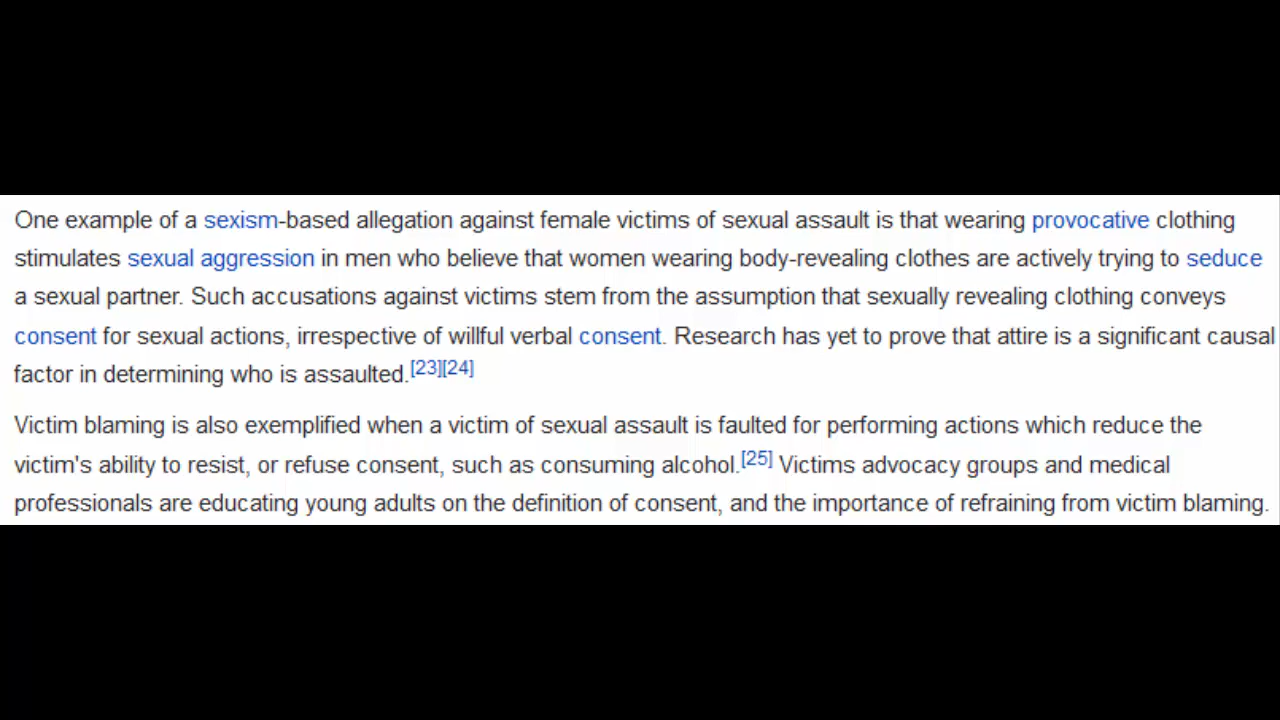 One example of a sexism-based allegation against female victims of sexual assault is that wearing provocative clothing
stimulates sexual aggression in men who believe that women wearing body-revealing clothes are actively trying to seduce
a sexual partner. Such accusations against victims stem from the assumption that sexually revealing clothing conveys
consent for sexual actions, irrespective of willful verbal consent. Research has yet to prove that attire is a significant causal
factor in determining who is assaulted.[23][24]
Victim blaming is also exemplified when a victim of sexual assault is faulted for performing actions which reduce the
victim's ability to resist, or refuse consent, such as consuming alcohol.[25] Victims advocacy groups and medical
professionals are educating young adults on the definition of consent, and the importance of refraining from victim blaming.